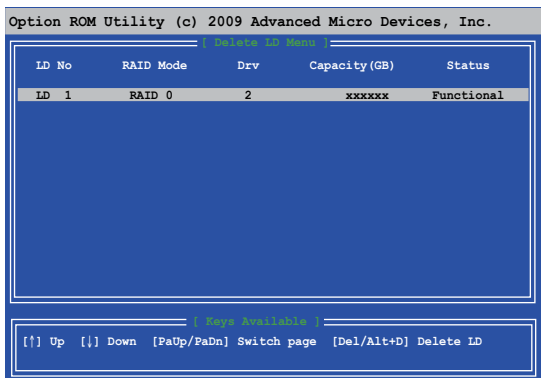 Option ROM Utility (c) 2009 Advanced Micro Devices, Inc.
[ Delete LD Menu ]
LD No RAID Mode Drv Capacity(GB) Status
LD 1 RAID 0 2 xxxxxx Functional
[ Keys Available ]
[↑] Up [↓] Down [PaUp/PaDn] Switch page [Del/Alt+D] Delete LD